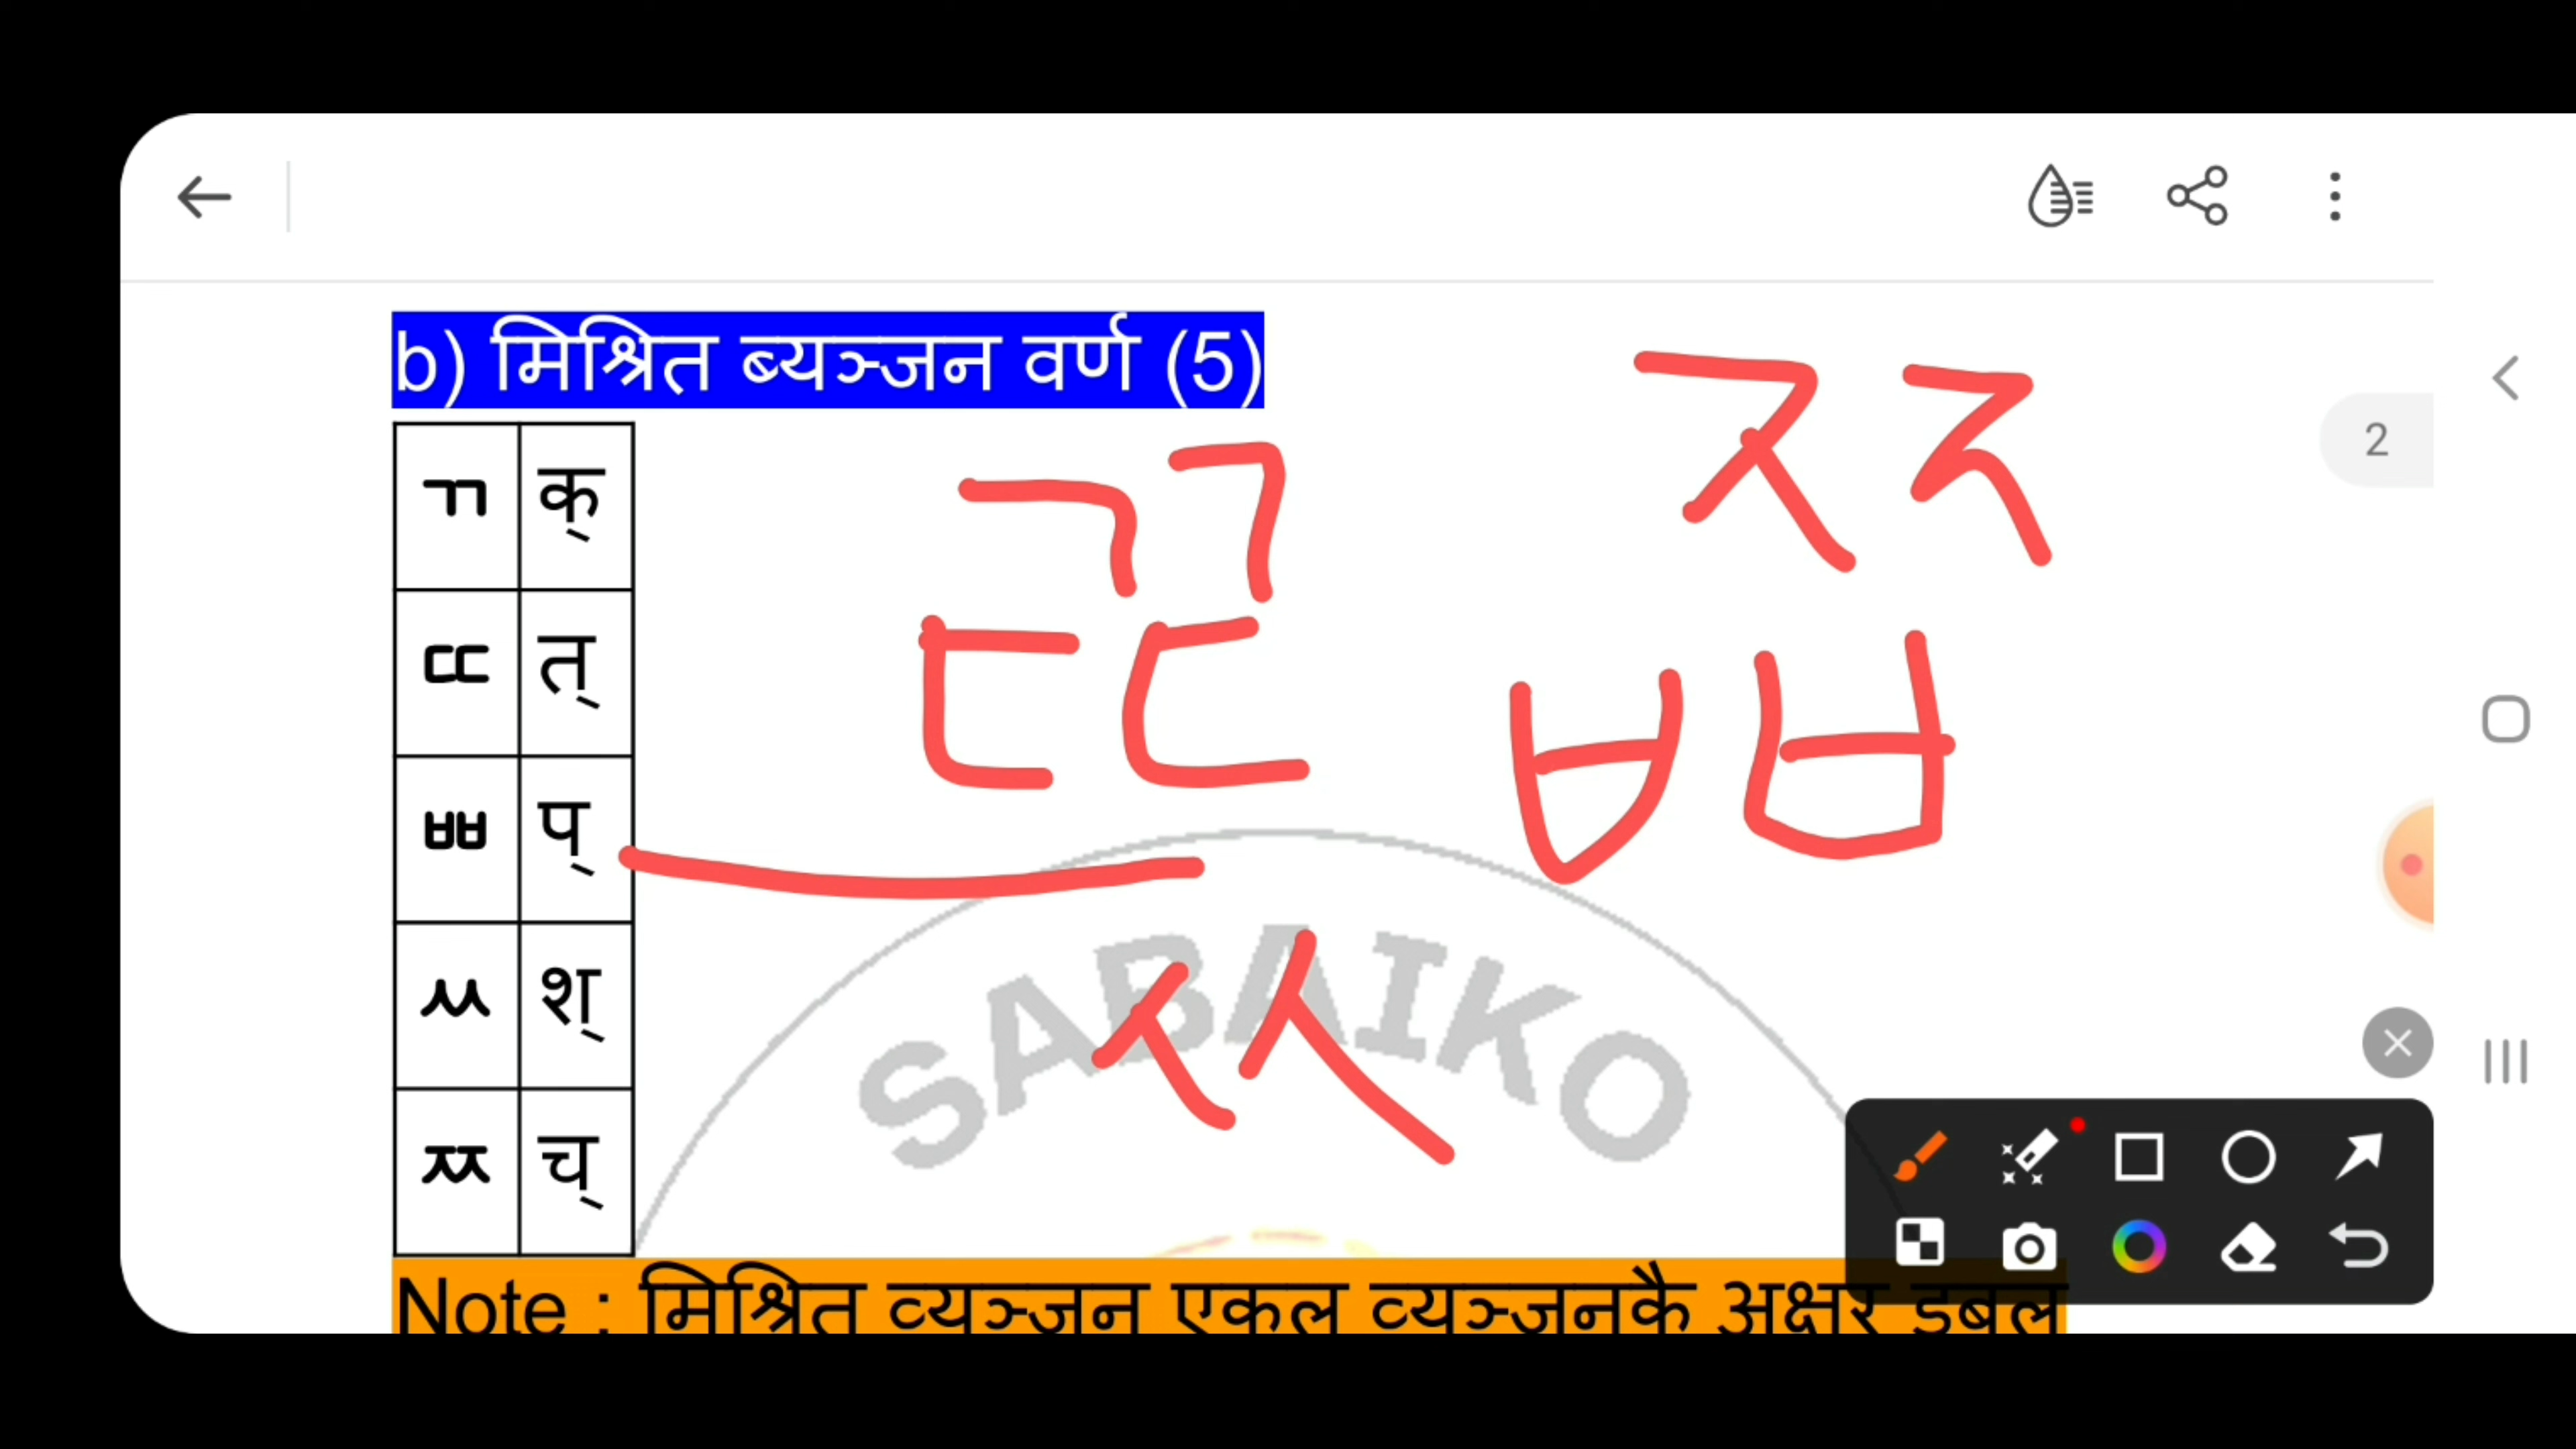 b) मिश्रित ब्यञ्जन वर्ण (5)
ㄲ क्
ㄸ त्
ㅃ प्
ㅆ श्
ㅉ च्
ㄲ ㅉ
ㄸ ㅃ
ㅆ
2
SABAIKO
Note : मिश्रित व्यञ्जन एकल व्यञ्जनकै अक्षर डबल